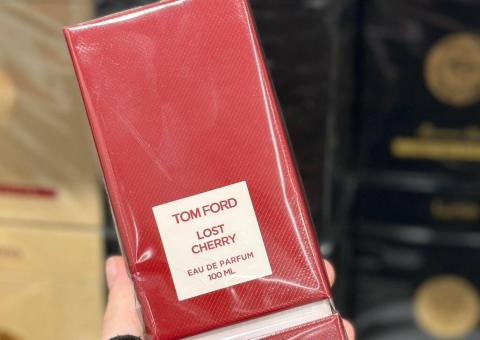 TOM FORD
LOST
CHERRY
EAU DE PARFUM
100 ML